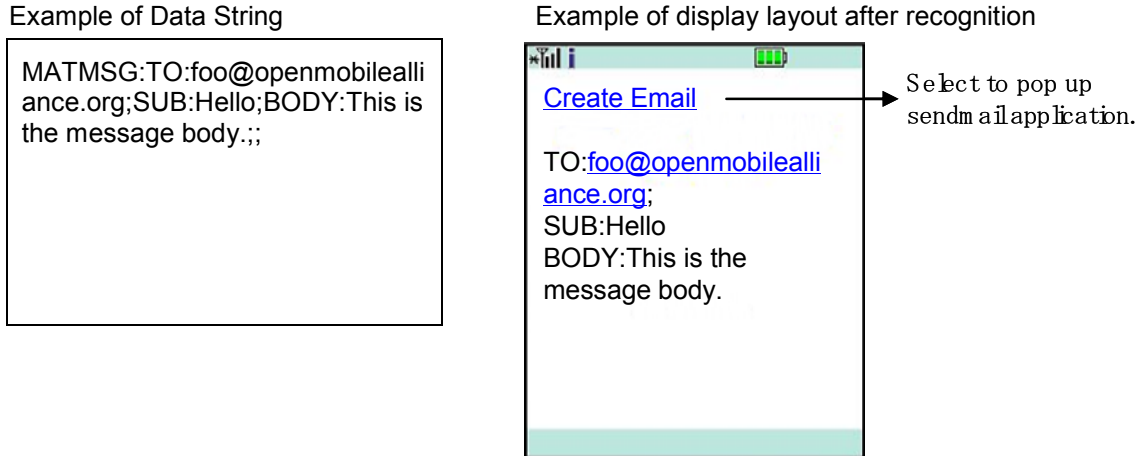 Example of Data String
MATMSG:TO:foo@openmobilealli
ance.org;SUB:Hello;BODY:This is
the message body.;;
Example of display layout after recognition
i
Create Email
TO:foo@openmobilealli
ance.org;
SUB:Hello
BODY:This is the
message body.
Select to pop up
sendmail application.